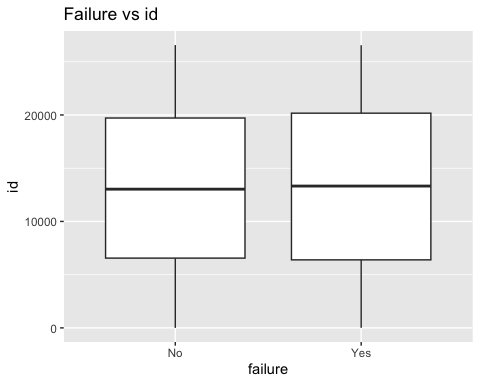 Failure vs id
id
20000
10000
0
No
Yes
failure